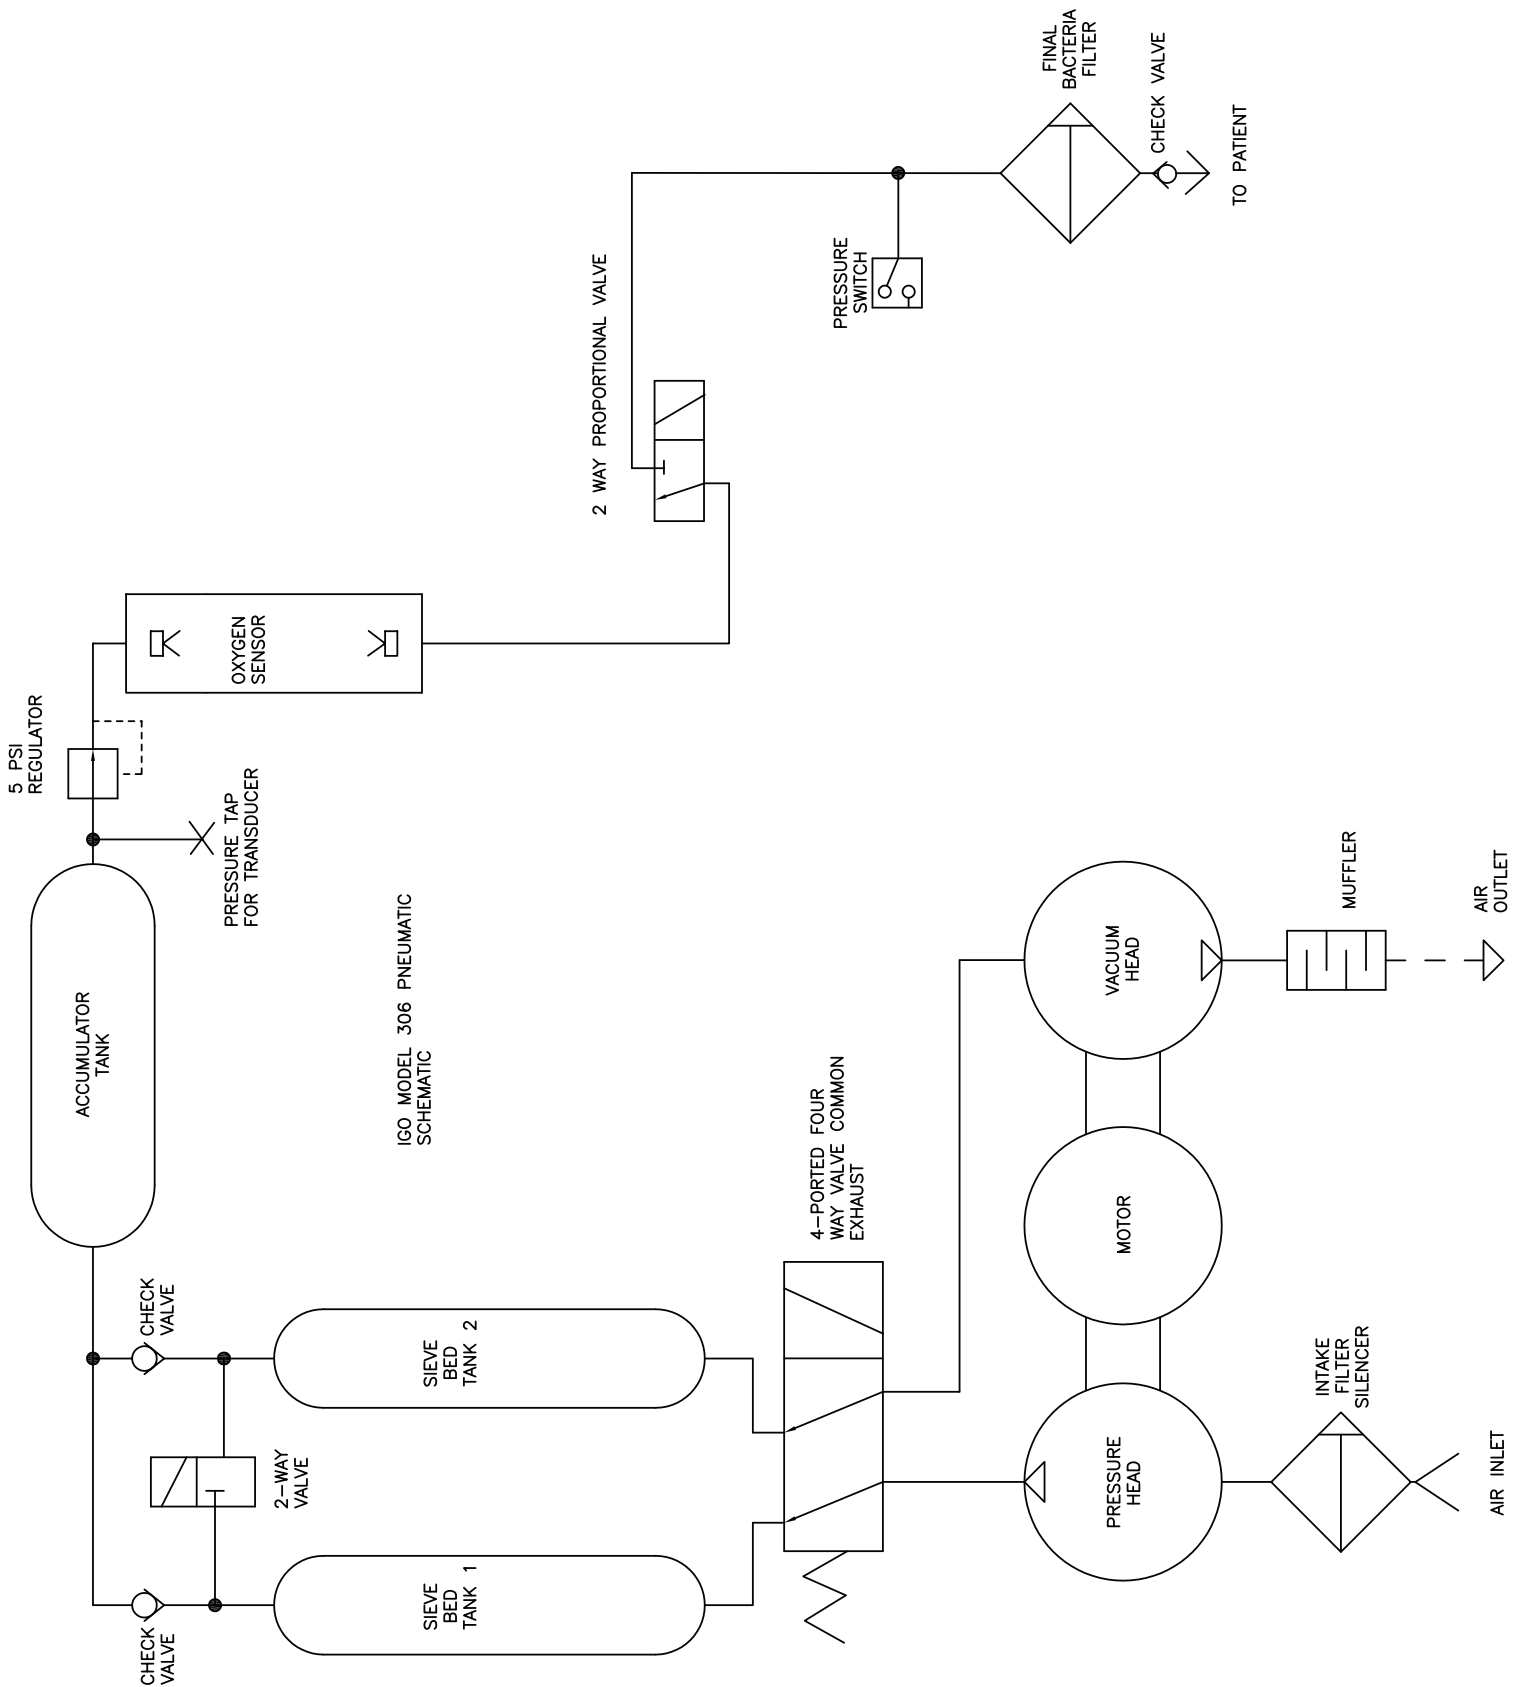 5 PSI
REGULATOR
PRESSURE TAP
FOR TRANSDUCER
ACCUMULATOR
TANK
OXYGEN
SENSOR
2 WAY PROPORTIONAL VALVE
PRESSURE
SWITCH
FINAL
BACTERIA
FILTER
CHECK VALVE
TO PATIENT
IGO MODEL 306 PNEUMATIC
SCHEMATIC
CHECK
VALVE
CHECK
VALVE
2-WAY
VALVE
SIEVE
BED
TANK 1
SIEVE
BED
TANK 2
4-PORTED FOUR
WAY VALVE COMMON
EXHAUST
PRESSURE
HEAD
MOTOR
VACUUM
HEAD
MUFFLER
AIR
OUTLET
INTAKE
FILTER
SILENCER
AIR INLET